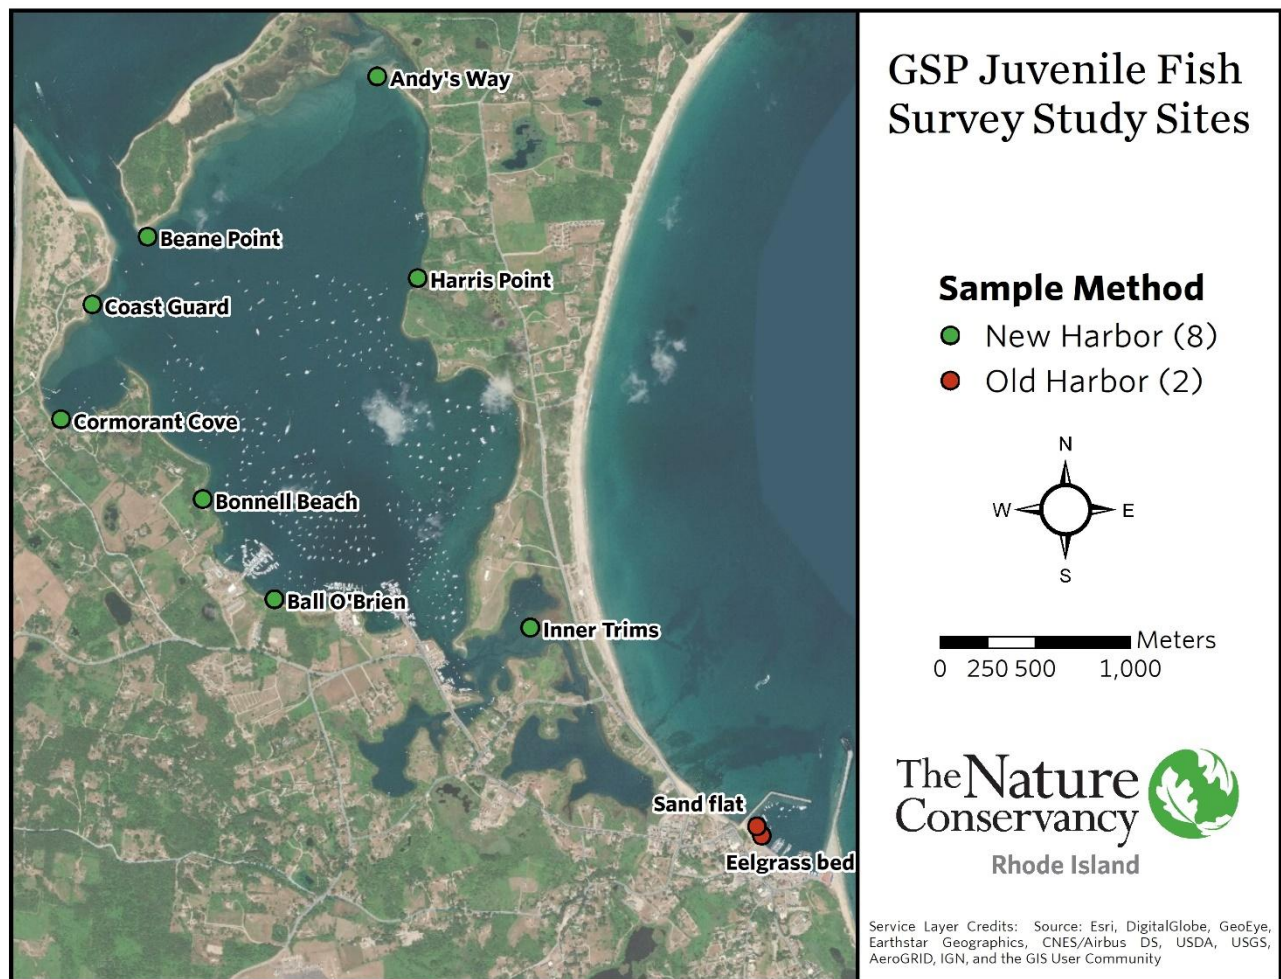 GSP Juvenile Fish
Survey Study Sites
Andy's Way
Beane Point
Harris Point
Coast Guard
Cormorant Cove
Bonnell Beach
Ball O'Brien
Inner Trims
Sand flat
Eelgrass bed
Sample Method
New Harbor (8)
Old Harbor (2)
N
W E
S
Meters
0 250 500 1,000
The Nature
Conservancy
Rhode Island
Service Layer Credits: Source: Esri, DigitalGlobe, GeoEye,
Earthstar Geographics, CNES/Airbus DS, USDA, USGS,
AeroGRID, IGN, and the GIS User Community